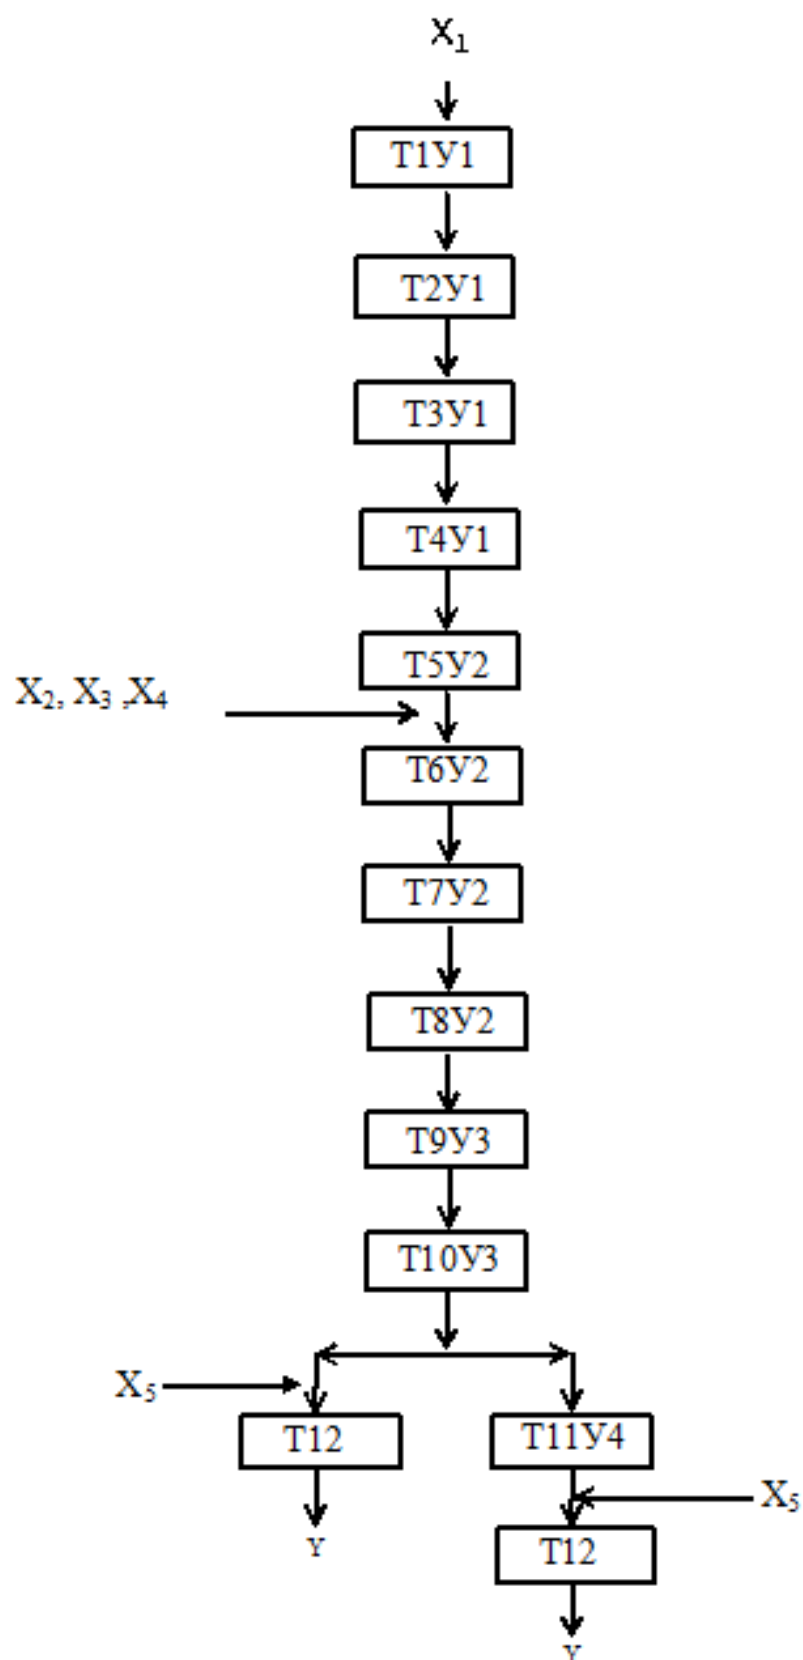 X₁
Т1У1
Т2У1
Т3У1
Т4У1
Т5У2
X₂, X₃ ,X₄
Т6У2
Т7У2
Т8У2
Т9У3
Т10У3
X₅
Т12
Т11У4
X₅
Y
Т12
Y